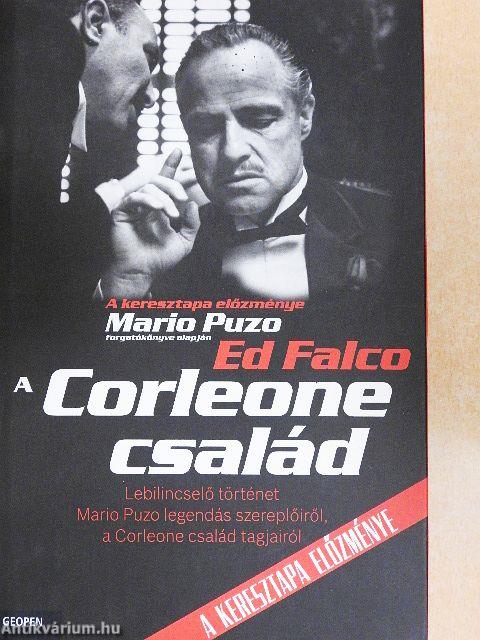 A keresztapa előzménye
Mario Puzo
forgatókönyve alapján
Ed Falco
A Corleone
család
Lebilincselő történet
Mario Puzo legendás szereplőiről,
a Corleone család tagjairól
A KERESZTAPA ELŐZMÉNYE
GEOPEN
Antikvárium.hu